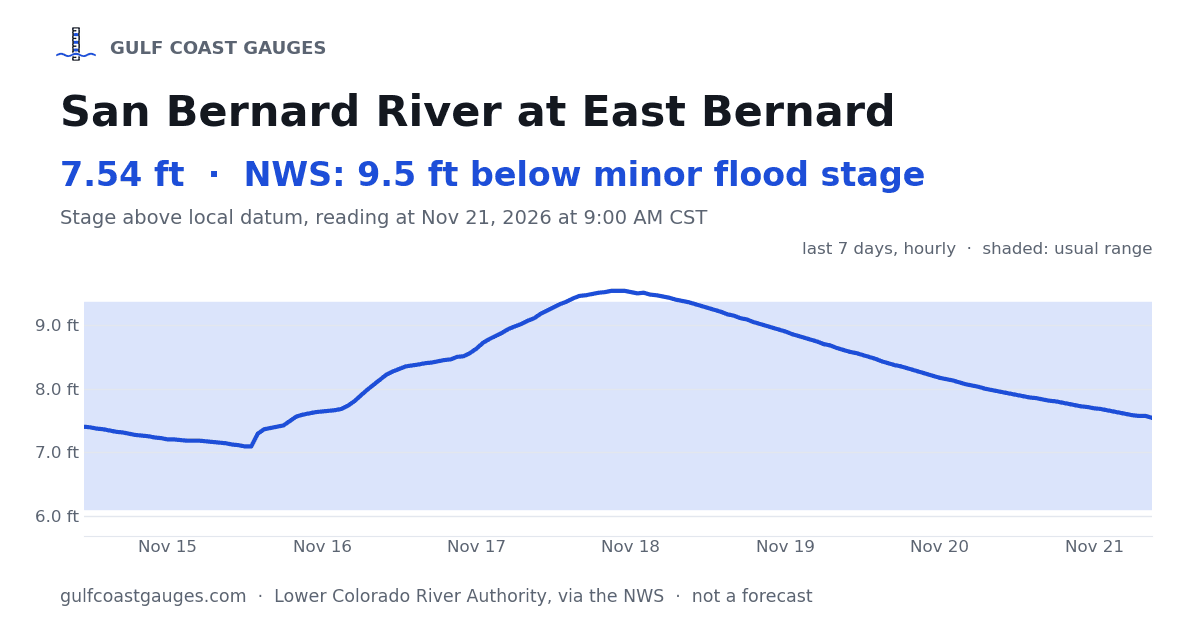 GULF COAST GAUGES
San Bernard River at East Bernard
7.54 ft · NWS: 9.5 ft below minor flood stage
Stage above local datum, reading at Nov 21, 2026 at 9:00 AM CST
last 7 days, hourly · shaded: usual range
9.0 ft
8.0 ft
7.0 ft
6.0 ft
Nov 15 Nov 16 Nov 17 Nov 18 Nov 19 Nov 20 Nov 21
gulfcoastgauges.com · Lower Colorado River Authority, via the NWS · not a forecast